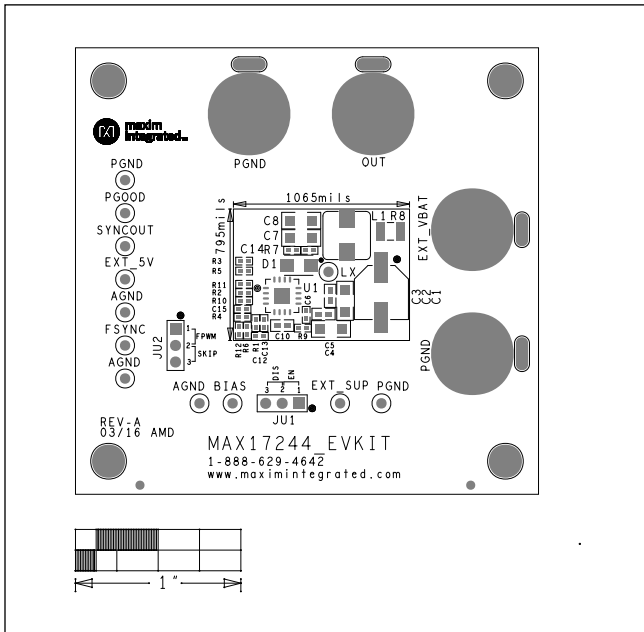 maxim
integrated™
PGND
OUT
PGND
PGOOD
SYNCOUT
EXT_5V
AGND
FSYNC
AGND
1065mils
795mils
C8
C7
R7
C14
D1
L1 R8
LX
U1
R3
R5
R11
R2
R10
C15
R4
R12
R6
R1
C12
C13
C10
R9
C6
C5
C4
C3
C2
C1
EXT_VBAT
PGND
JU2
1
2
3
FPWM
SKIP
AGND BIAS
DIS
EN
3 2 1
JU1
EXT_SUP PGND
REV-A
03/16 AMD
MAX17244_EVKIT
1-888-629-4642
www.maximintegrated.com
1"